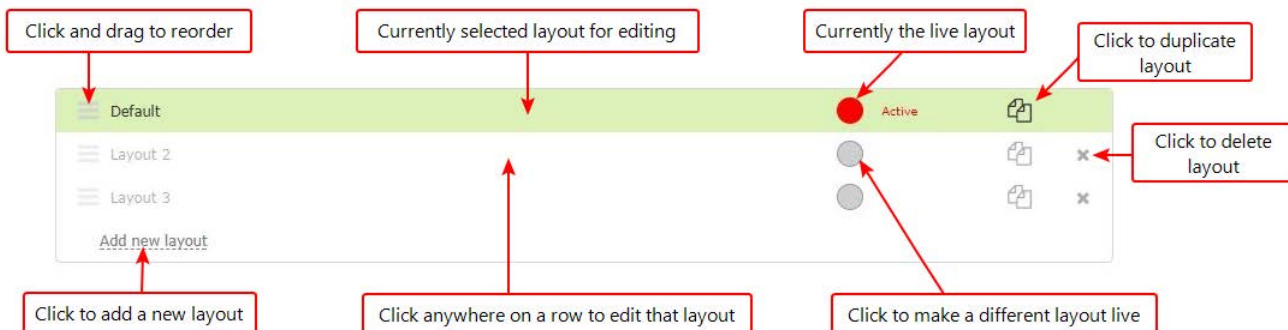 Click and drag to reorder
Currently selected layout for editing
Currently the live layout
Click to duplicate
layout
Default
Active
Layout 2
Click to delete
layout
Layout 3
Add new layout
Click to add a new layout
Click anywhere on a row to edit that layout
Click to make a different layout live